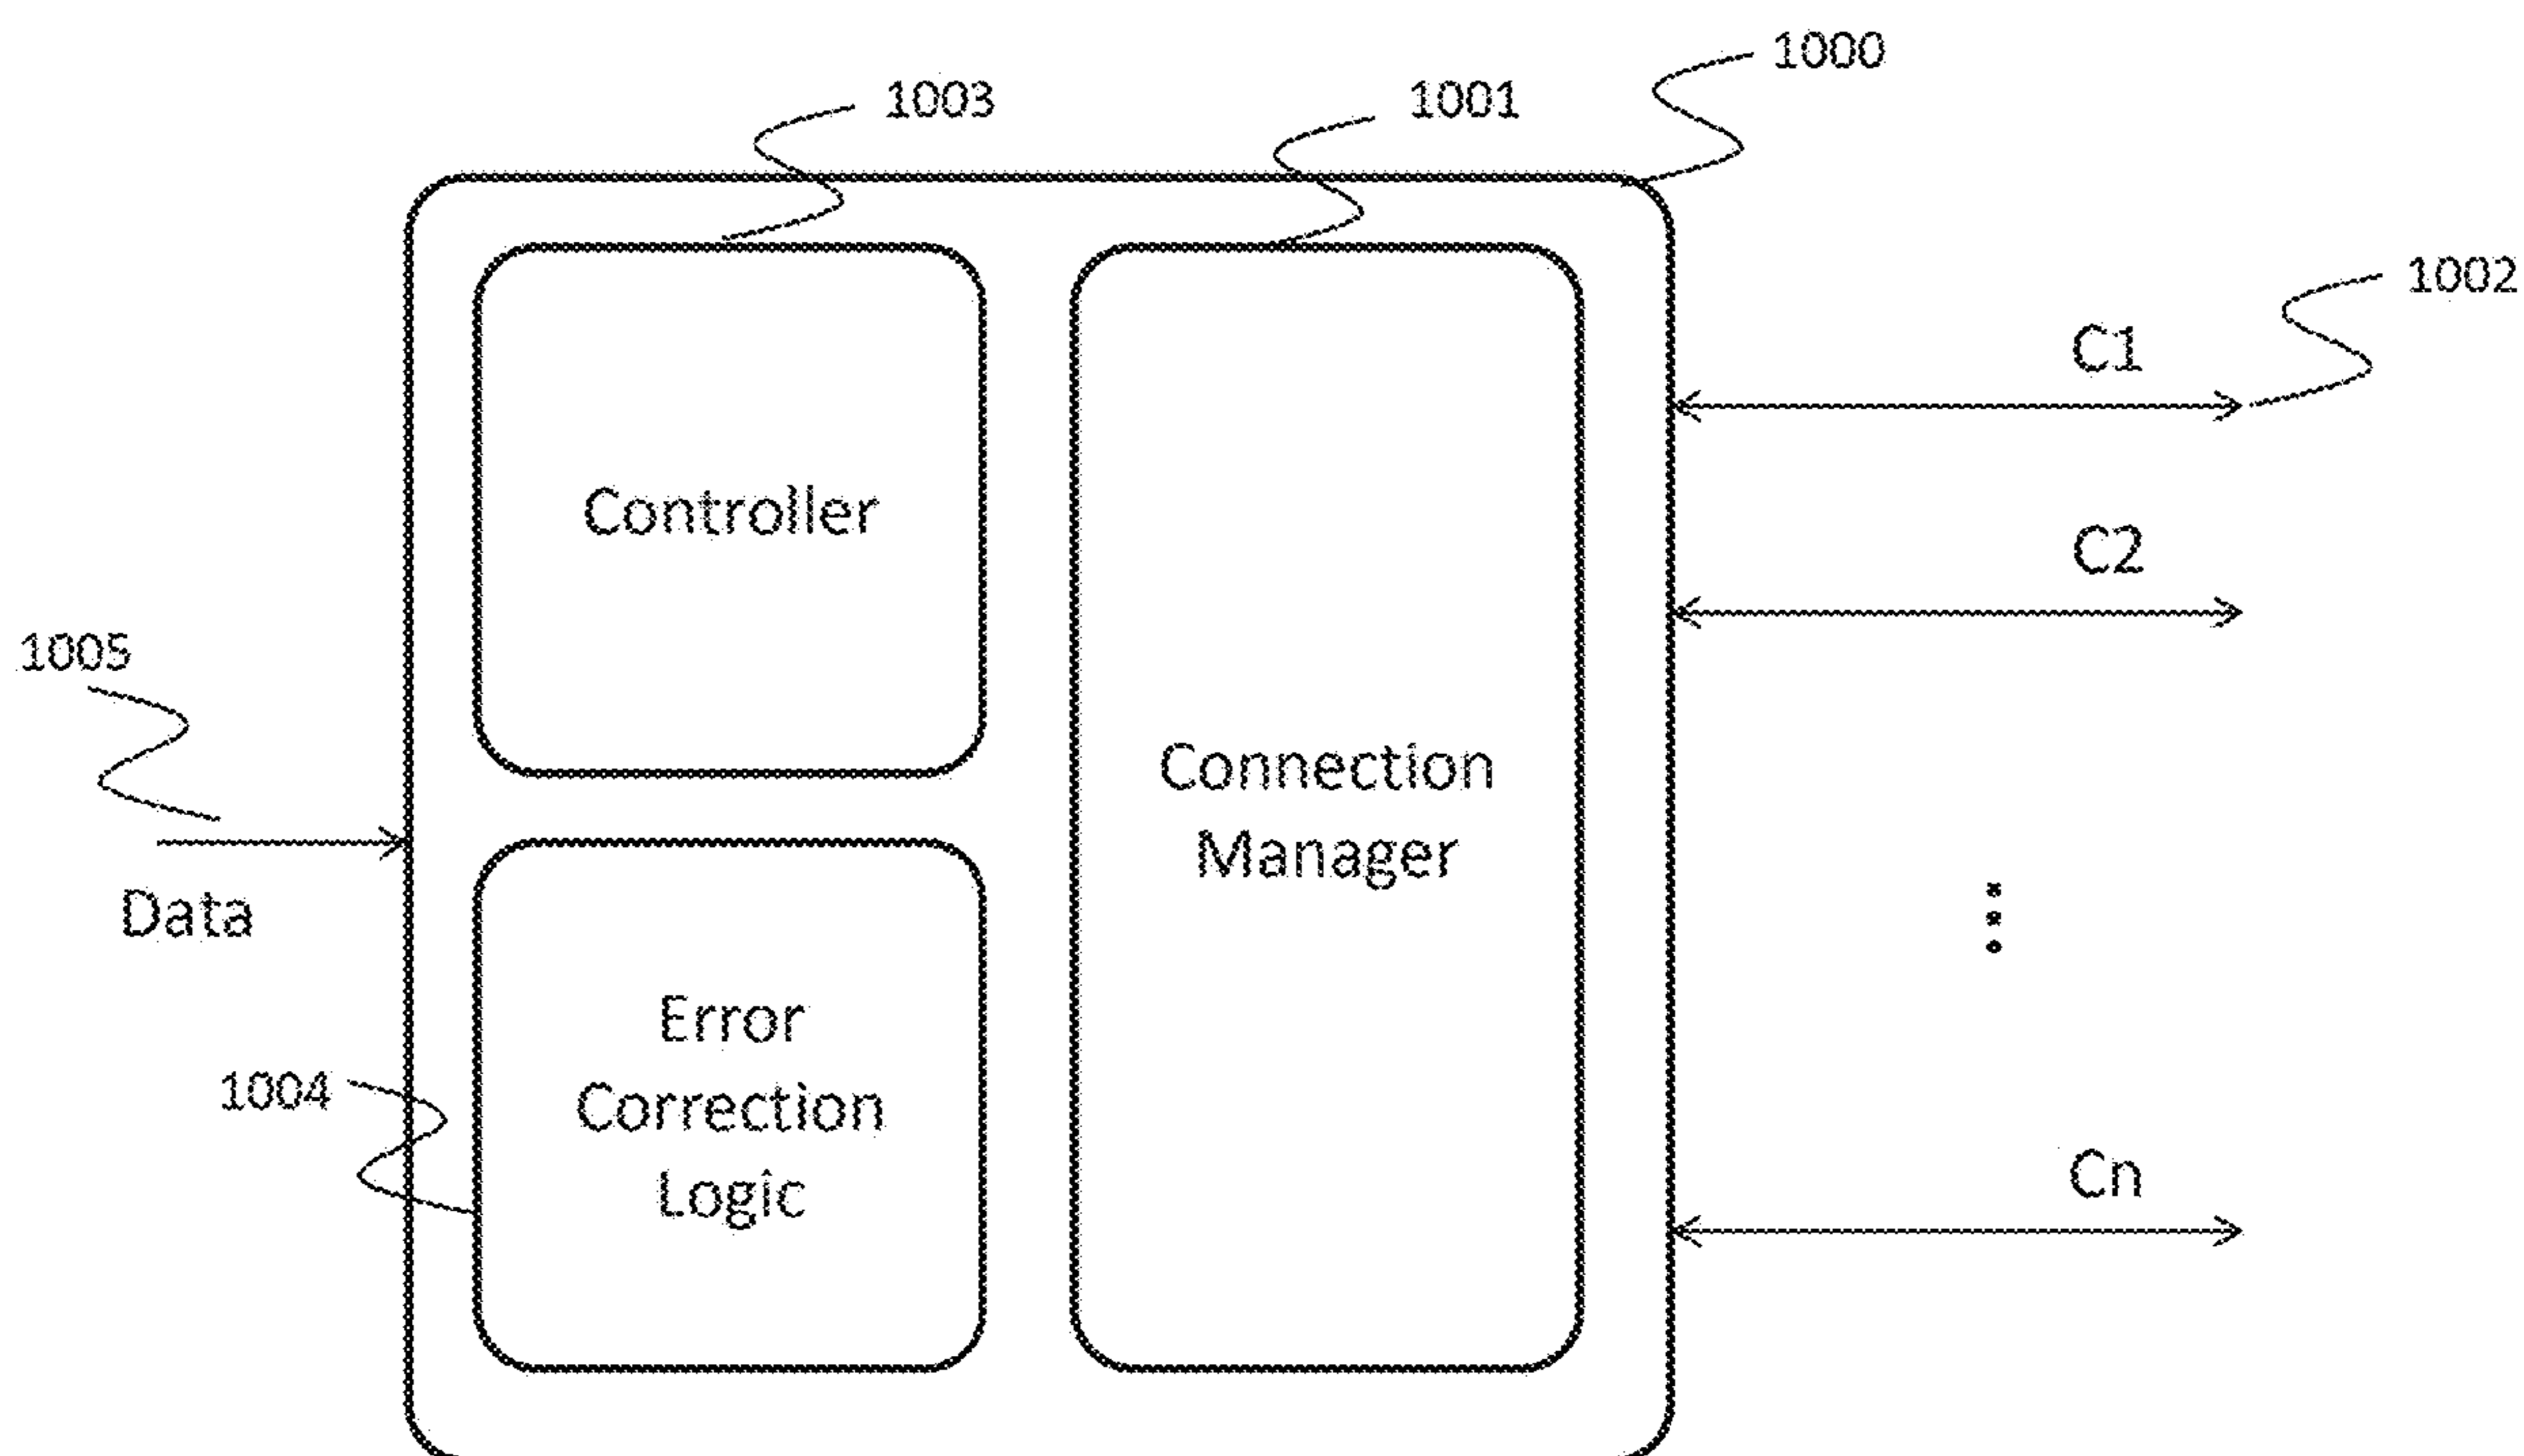 1000
1003
1001
1002
C1
Controller
C2
1005
Connection
Manager
Data
Error
Correction
Logic
1004
Cn